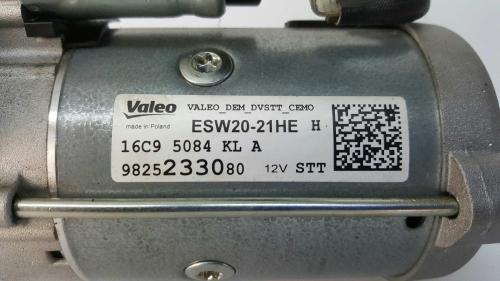 Valeo VALEO_DEM_DVSTT_CEMO
made in Poland ESW20-21HE H
16C9 5084 KL A
9825233080 12V STT